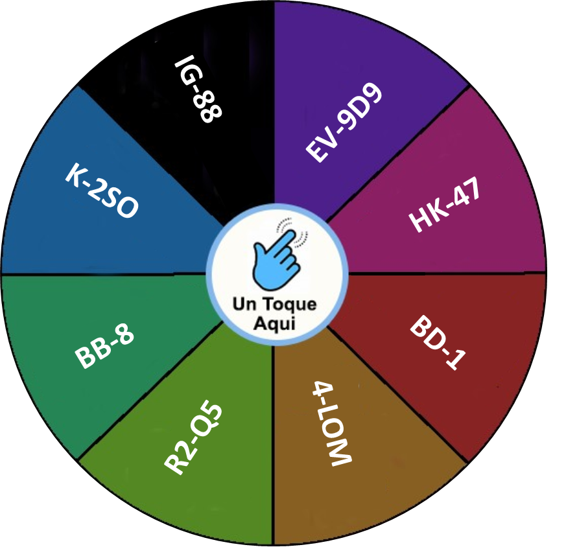 IG-88
EV-9D9
K-2SO
HK-47
Un Toque
Aqui
BB-8
BD-1
R2-Q5
4-LOM